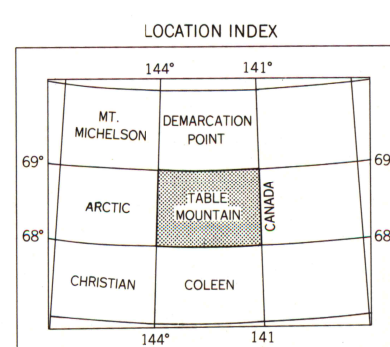 LOCATION INDEX
144° 141°
MT.
MICHELSON
DEMARCATION
POINT
69° 69
ARCTIC
TABLE
MOUNTAIN
CANADA
68° 68
CHRISTIAN
COLEEN
144° 141